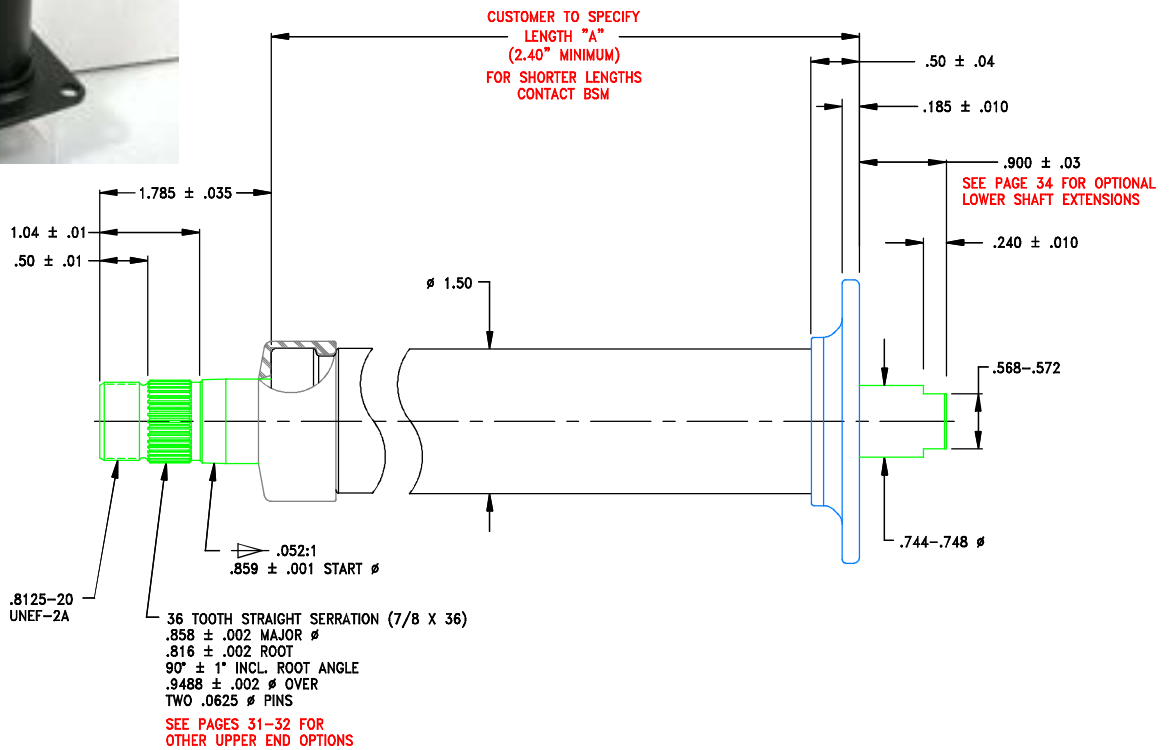 CUSTOMER TO SPECIFY
LENGTH "A"
(2.40" MINIMUM)
FOR SHORTER LENGTHS
CONTACT BSM
.50 ± .04
.185 ± .010
.900 ± .03
SEE PAGE 34 FOR OPTIONAL
LOWER SHAFT EXTENSIONS
1.785 ± .035
1.04 ± .01
.50 ± .01
.240 ± .010
ø 1.50
.568-.572
.744-.748 ø
.052:1
.859 ± .001 START ø
.8125-20
UNEF-2A
36 TOOTH STRAIGHT SERRATION (7/8 X 36)
.858 ± .002 MAJOR ø
.816 ± .002 ROOT
90° ± 1° INCL. ROOT ANGLE
.9488 ± .002 ø OVER
TWO .0625 ø PINS
SEE PAGES 31-32 FOR
OTHER UPPER END OPTIONS